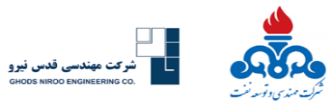 شرکت مهندسی قدس نیرو
GHODS NIROO ENGINEERING CO.
شرکت مهندسی و توسعه نفت